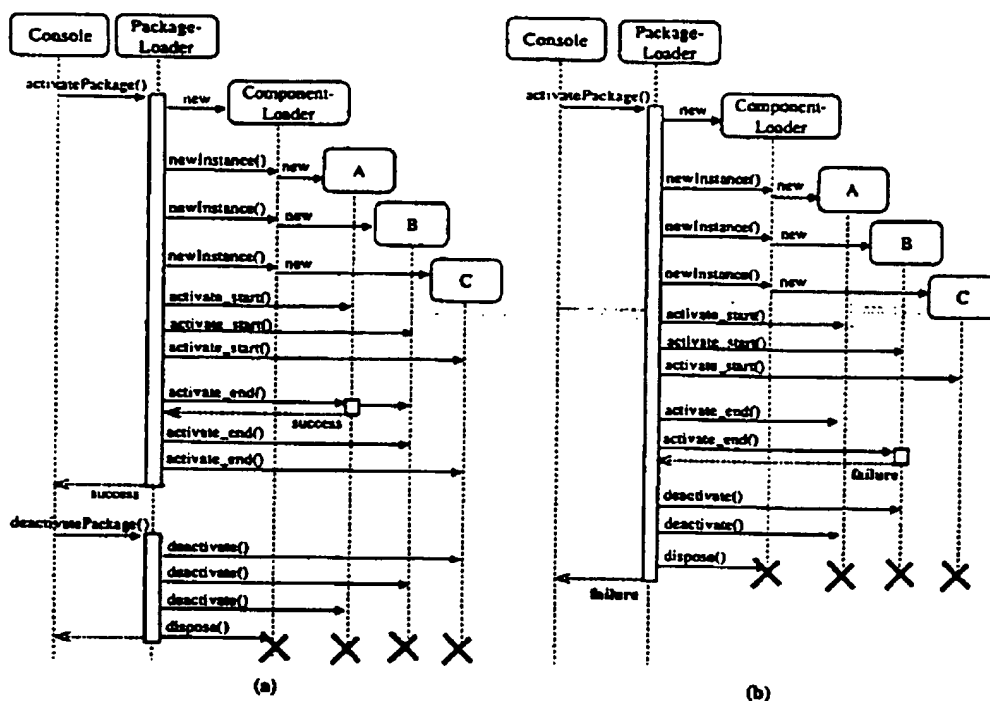 Console
Package-
Loader
activatePackage()
new
Component-
Loader
newInstance()
new
A
newInstance()
new
B
newInstance()
new
C
activate_start()
activate_start()
activate_start()
activate_end()
success
activate_end()
activate_end()
success
deactivatePackage()
deactivate()
deactivate()
deactivate()
dispose()
(a)
Console
Package-
Loader
activatePackage()
new
Component-
Loader
newInstance()
new
A
newInstance()
new
B
newInstance()
new
C
activate_start()
activate_start()
activate_start()
activate_end()
activate_end()
failure
deactivate()
deactivate()
dispose()
failure
(b)